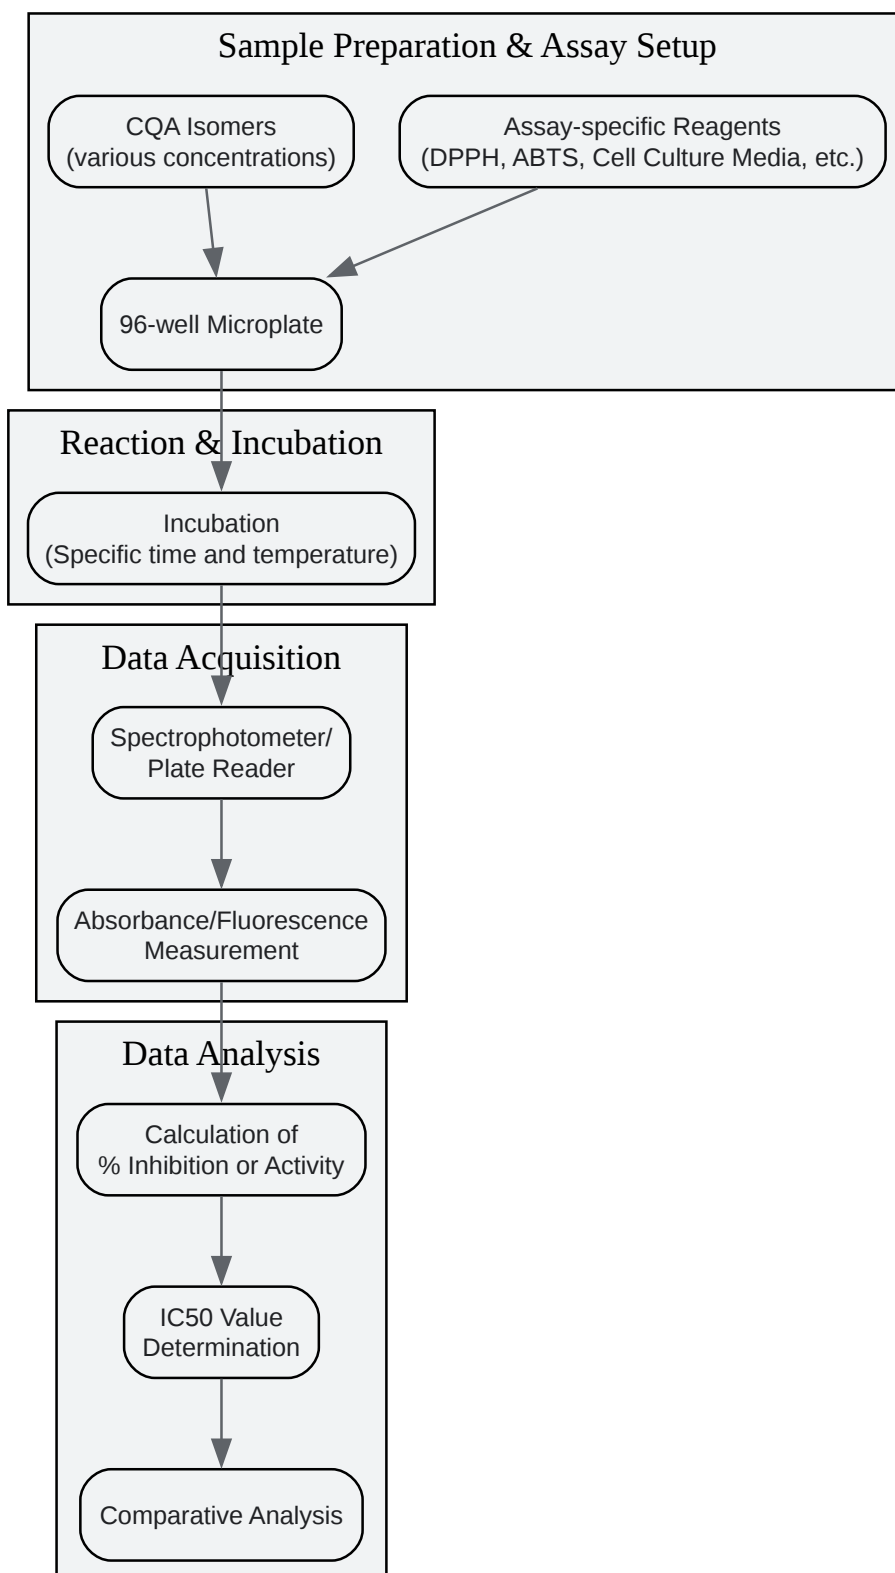 Sample Preparation & Assay Setup
CQA Isomers
(various concentrations)
Assay-specific Reagents
(DPPH, ABTS, Cell Culture Media, etc.)
96-well Microplate
Reaction & Incubation
Incubation
(Specific time and temperature)
Data Acquisition
Spectrophotometer/
Plate Reader
Absorbance/Fluorescence
Measurement
Data Analysis
Calculation of
% Inhibition or Activity
IC50 Value
Determination
Comparative Analysis